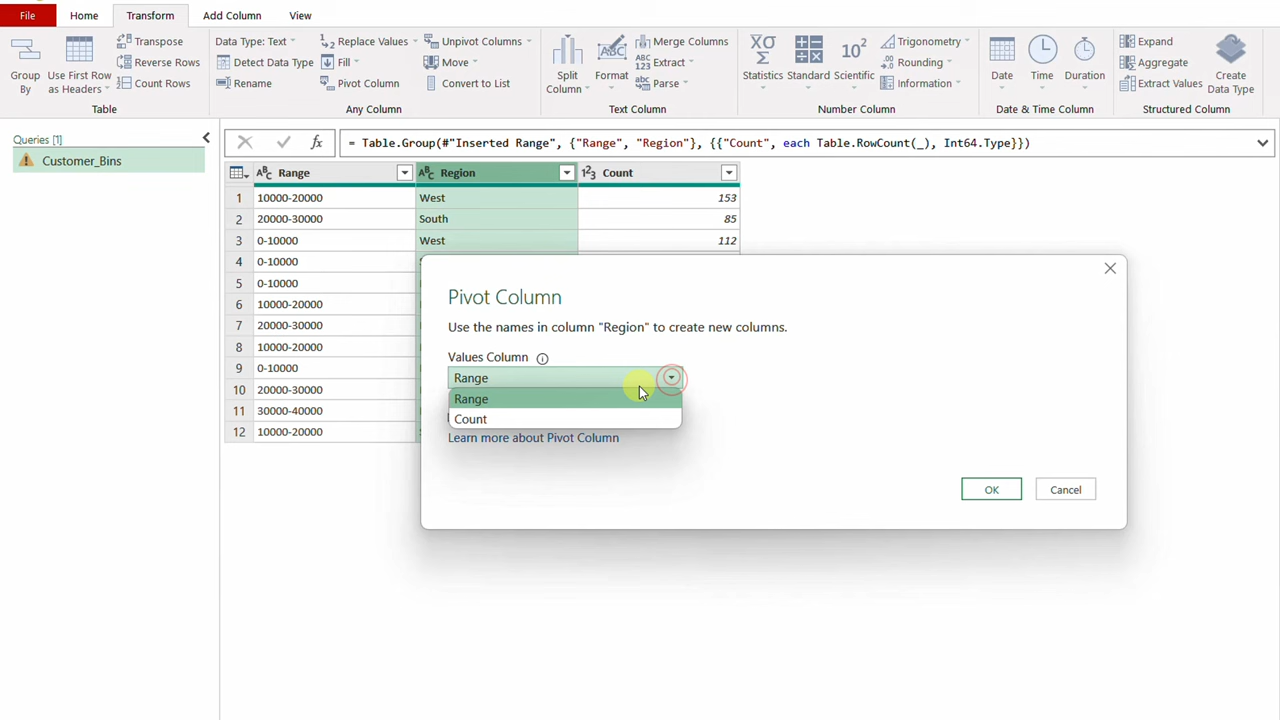 File Home Transform Add Column View
Group By
Use First Row as Headers
Transpose
Reverse Rows
Count Rows
Table
Data Type: Text
Detect Data Type
Rename
Replace Values
Fill
Pivot Column
Unpivot Columns
Move
Convert to List
Any Column
Split Column
Format
ABC
Merge Columns
Extract
Parse
Text Column
Statistics
Standard
Scientific
Trigonometry
Rounding
Information
Number Column
Date
Time
Duration
Date & Time Column
Expand
Aggregate
Extract Values
Create Data Type
Structured Column
Queries [1]
Customer_Bins
fx = Table.Group(#"Inserted Range", {"Range", "Region"}, {{"Count", each Table.RowCount(_), Int64.Type}})
Range Region Count
1 10000-20000 West 153
2 20000-30000 South 85
3 0-10000 West 112
4 0-10000
5 0-10000
6 10000-20000
7 20000-30000
8 10000-20000
9 0-10000
10 20000-30000
11 30000-40000
12 10000-20000
Pivot Column
Use the names in column "Region" to create new columns.
Values Column
Range
Range
Count
Learn more about Pivot Column
OK Cancel